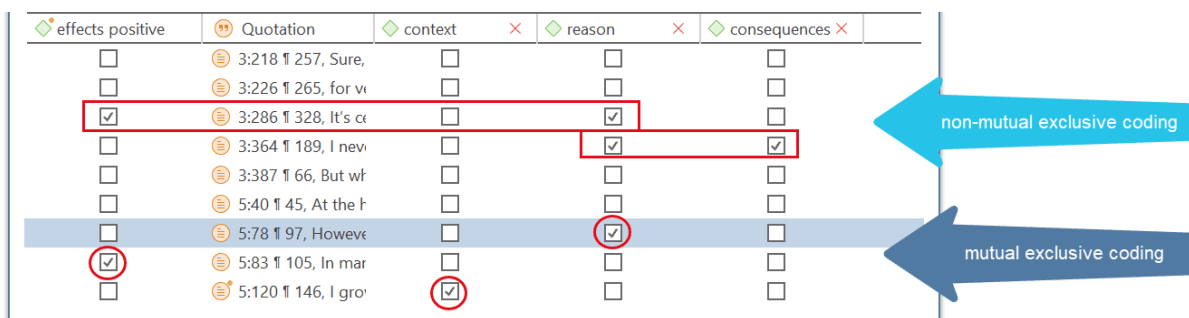 effects positive Quotation context reason consequences
3:218 ¶ 257, Sure,
3:226 ¶ 265, for ve
3:286 ¶ 328, It's ce
non-mutual exclusive coding
3:364 ¶ 189, I neve
3:387 ¶ 66, But wh
5:40 ¶ 45, At the h
5:78 ¶ 97, Howeve
5:83 ¶ 105, In mar
mutual exclusive coding
5:120 ¶ 146, I grov